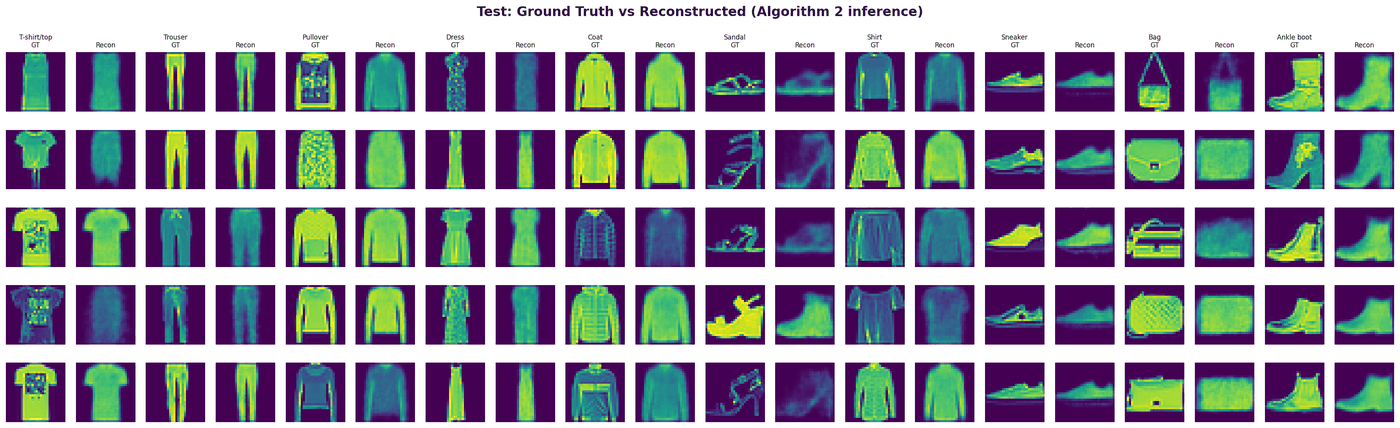 Test: Ground Truth vs Reconstructed (Algorithm 2 inference)
T-shirt/top Trouser Pullover Dress Coat Sandal Shirt Sneaker Bag Ankle boot
GT Recon GT Recon GT Recon GT Recon GT Recon GT Recon GT Recon GT Recon GT Recon GT Recon